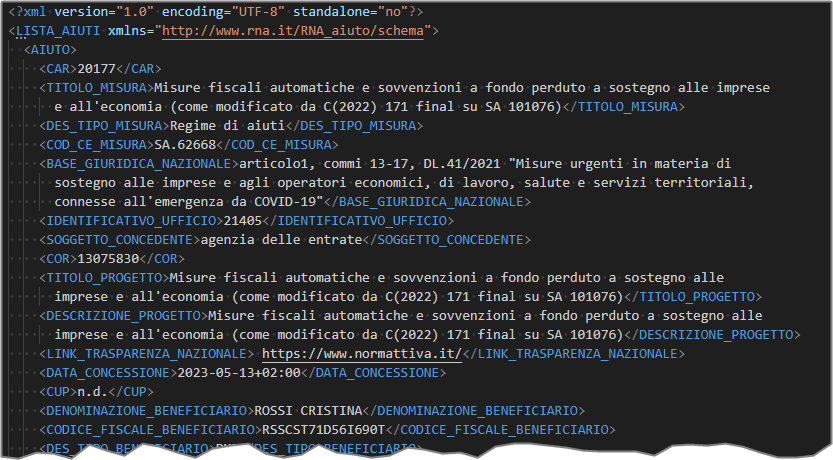 <?xml version="1.0" encoding="UTF-8" standalone="no"?>
<LISTA_AIUTI xmlns="http://www.rna.it/RNA_aiuto/schema">
<AIUTO>
<CAR>20177</CAR>
<TITOLO_MISURA>Misure fiscali automatiche e sovvenzioni a fondo perduto a sostegno alle imprese
e all'economia (come modificato da C(2022) 171 final su SA 101076)</TITOLO_MISURA>
<DES_TIPO_MISURA>Regime di aiuti</DES_TIPO_MISURA>
<COD_CE_MISURA>SA.62668</COD_CE_MISURA>
<BASE_GIURIDICA_NAZIONALE>articolo1, commi 13-17, DL.41/2021 "Misure urgenti in materia di
sostegno alle imprese e agli operatori economici, di lavoro, salute e servizi territoriali,
connesse all'emergenza da COVID-19"</BASE_GIURIDICA_NAZIONALE>
<IDENTIFICATIVO_UFFICIO>21405</IDENTIFICATIVO_UFFICIO>
<SOGGETTO_CONCEDENTE>agenzia delle entrate</SOGGETTO_CONCEDENTE>
<COR>13075830</COR>
<TITOLO_PROGETTO>Misure fiscali automatiche e sovvenzioni a fondo perduto a sostegno alle
imprese e all'economia (come modificato da C(2022) 171 final su SA 101076)</TITOLO_PROGETTO>
<DESCRIZIONE_PROGETTO>Misure fiscali automatiche e sovvenzioni a fondo perduto a sostegno alle
imprese e all'economia (come modificato da C(2022) 171 final su SA 101076)</DESCRIZIONE_PROGETTO>
<LINK_TRASPARENZA_NAZIONALE> https://www.normattiva.it/</LINK_TRASPARENZA_NAZIONALE>
<DATA_CONCESSIONE>2023-05-13+02:00</DATA_CONCESSIONE>
<CUP>n.d.</CUP>
<DENOMINAZIONE_BENEFICIARIO>ROSSI CRISTINA</DENOMINAZIONE_BENEFICIARIO>
<CODICE_FISCALE_BENEFICIARIO>RSSCST71D56I690T</CODICE_FISCALE_BENEFICIARIO>